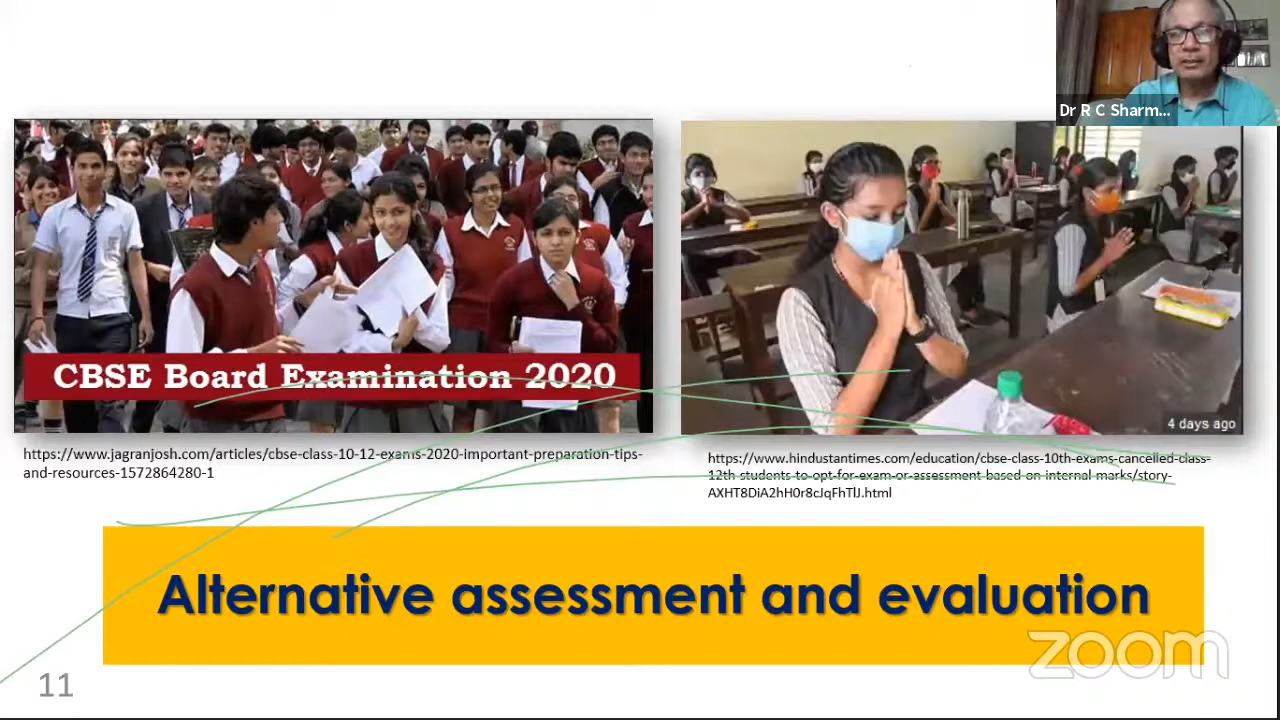 Dr R C Sharm...
CBSE Board Examination 2020
4 days ago
https://www.jagranjosh.com/articles/cbse-class-10-12-exams-2020-important-preparation-tips-
and-resources-1572864280-1
https://www.hindustantimes.com/education/cbse-class-10th-exams-cancelled-class-
12th-students-to-opt-for-exam-or-assessment-based-on-internal-marks/story-
AXHT8DiA2hH0r8cJqFhTlJ.html
Alternative assessment and evaluation
zoom
11